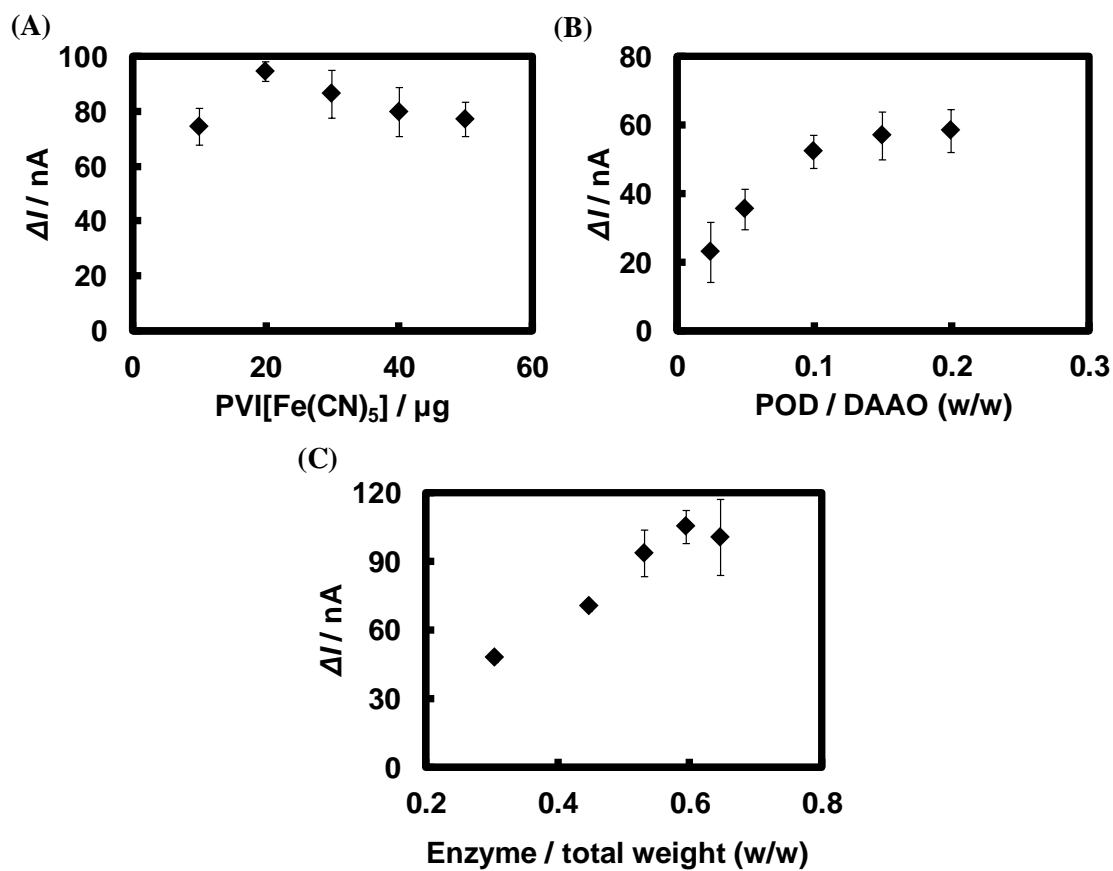 (A)
100
80
60
40
20
0
ΔI / nA
0 20 40 60
PVI[Fe(CN)₅] / μg
(B)
80
60
40
20
0
ΔI / nA
0 0.1 0.2 0.3
POD / DAAO (w/w)
(C)
120
90
60
30
0
ΔI / nA
0.2 0.4 0.6 0.8
Enzyme / total weight (w/w)